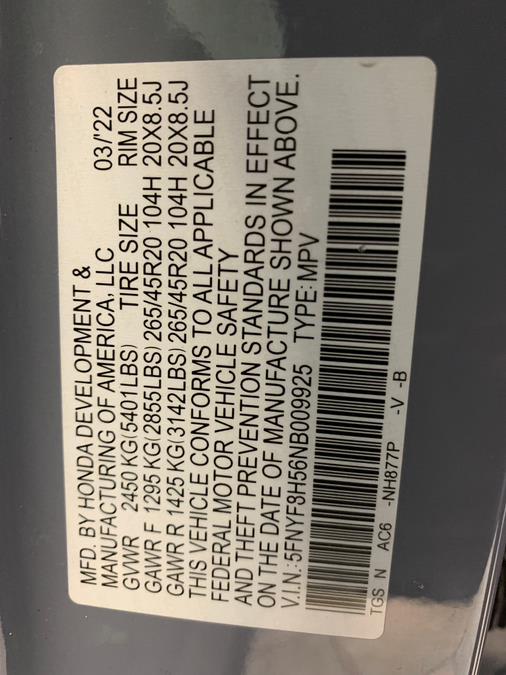 MFD. BY HONDA DEVELOPMENT &
MANUFACTURING OF AMERICA, LLC 03/'22
GVWR 2450 KG(5401LBS) TIRE SIZE RIM SIZE
GAWR F 1295 KG(2855LBS) 265/45R20 104H 20X8.5J
GAWR R 1425 KG(3142LBS) 265/45R20 104H 20X8.5J
THIS VEHICLE CONFORMS TO ALL APPLICABLE
FEDERAL MOTOR VEHICLE SAFETY
AND THEFT PREVENTION STANDARDS IN EFFECT
ON THE DATE OF MANUFACTURE SHOWN ABOVE.
V.I.N.:5FNYF8H56NB009925 TYPE: MPV
TGS N AC6 -NH877P -V -B